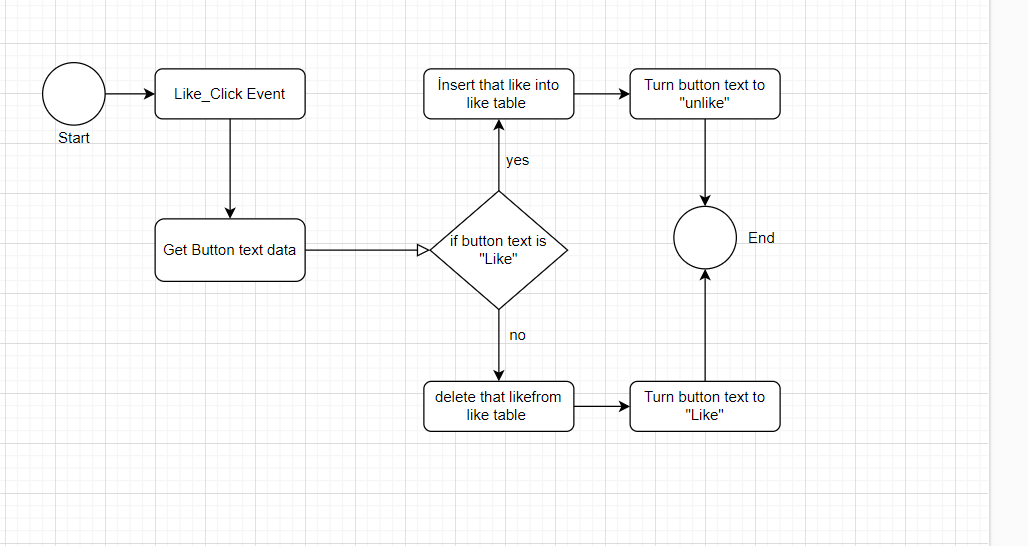 Start
Like_Click Event
Get Button text data
if button text is
"Like"
yes
İnsert that like into
like table
Turn button text to
"unlike"
End
no
delete that likefrom
like table
Turn button text to
"Like"